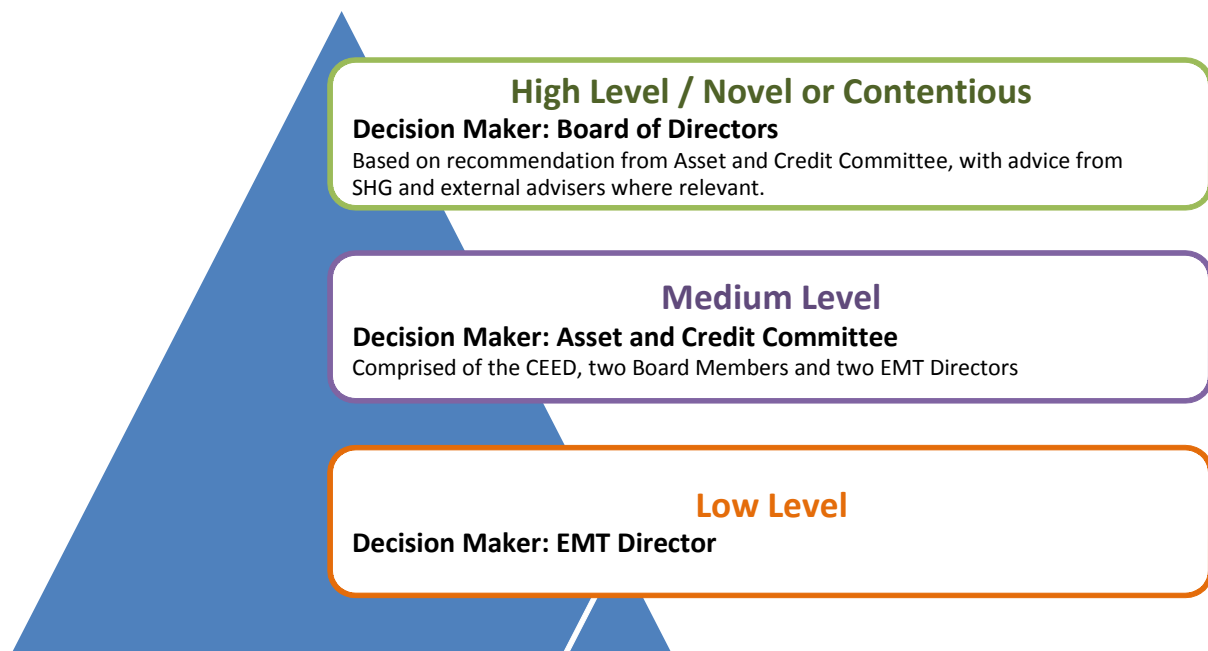 High Level / Novel or Contentious
Decision Maker: Board of Directors
Based on recommendation from Asset and Credit Committee, with advice from
SHG and external advisers where relevant.
Medium Level
Decision Maker: Asset and Credit Committee
Comprised of the CEED, two Board Members and two EMT Directors
Low Level
Decision Maker: EMT Director